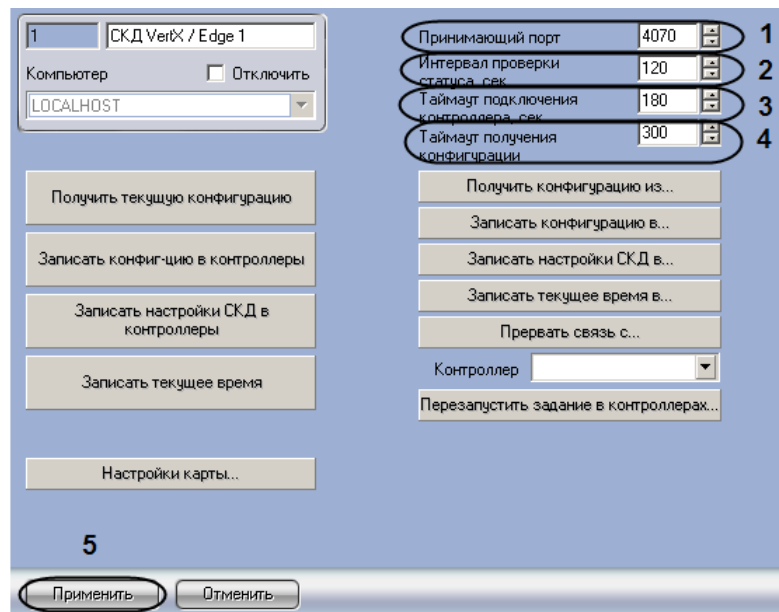 1
СКД VertX / Edge 1
Компьютер
Отключить
LOCALHOST
Принимающий порт
4070
1
Интервал проверки
статуса, сек
120
2
Таймаут подключения
контроллера, сек
180
3
Таймаут получения
конфигурации
300
4
Получить текущую конфигурацию
Записать конфиг-цию в контроллеры
Записать настройки СКД в
контроллеры
Записать текущее время
Настройки карты...
Получить конфигурацию из...
Записать конфигурацию в...
Записать настройки СКД в...
Записать текущее время в...
Прервать связь с...
Контроллер
Перезапустить задание в контроллерах...
5
Применить
Отменить